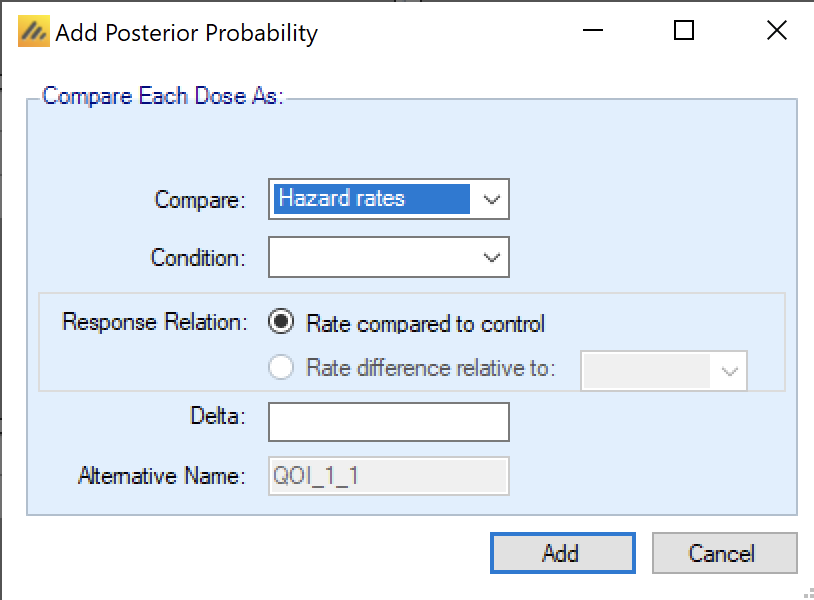 Add Posterior Probability
Compare Each Dose As:
Compare: Hazard rates
Condition:
Response Relation: Rate compared to control
Rate difference relative to:
Delta:
Alternative Name: QOI_1_1
Add Cancel